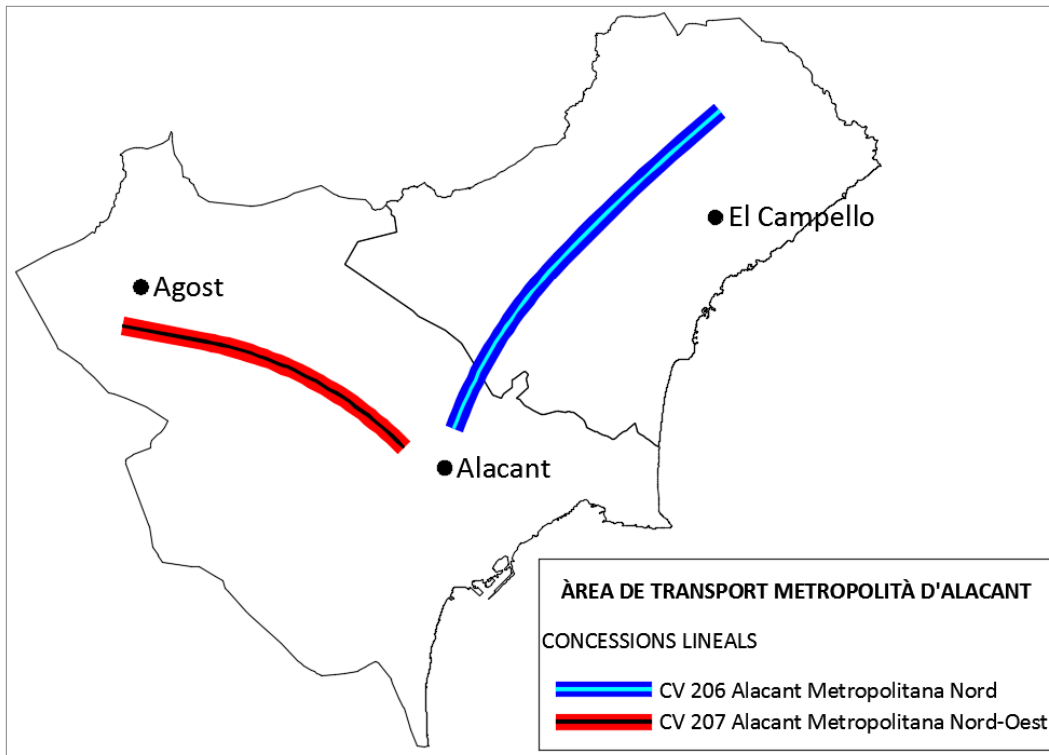 El Campello
Agost
Alacant
ÀREA DE TRANSPORT METROPOLITÀ D'ALACANT
CONCESSIONS LINEALS
CV 206 Alacant Metropolitana Nord
CV 207 Alacant Metropolitana Nord-Oest